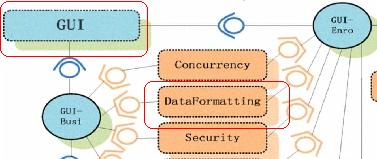 GUI
GUI-
Enro
Concurrency
DataFormatting
GUI-
Busi
Security